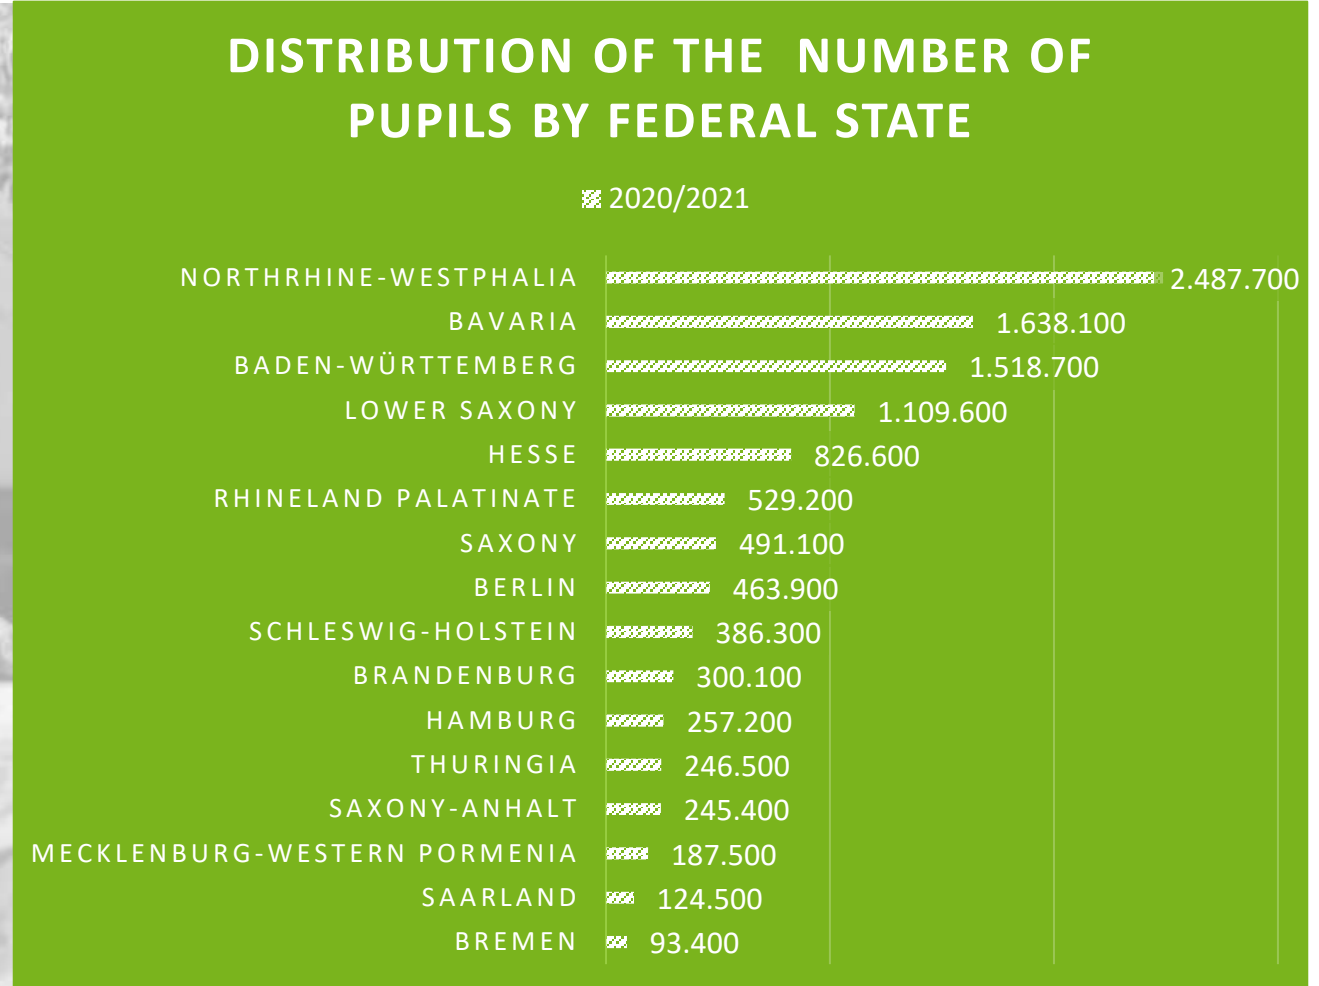 DISTRIBUTION OF THE NUMBER OF
PUPILS BY FEDERAL STATE
2020/2021
NORTHRHINE-WESTPHALIA 2.487.700
BAVARIA 1.638.100
BADEN-WÜRTTEMBERG 1.518.700
LOWER SAXONY 1.109.600
HESSE 826.600
RHINELAND PALATINATE 529.200
SAXONY 491.100
BERLIN 463.900
SCHLESWIG-HOLSTEIN 386.300
BRANDENBURG 300.100
HAMBURG 257.200
THURINGIA 246.500
SAXONY-ANHALT 245.400
MECKLENBURG-WESTERN PORMENIA 187.500
SAARLAND 124.500
BREMEN 93.400